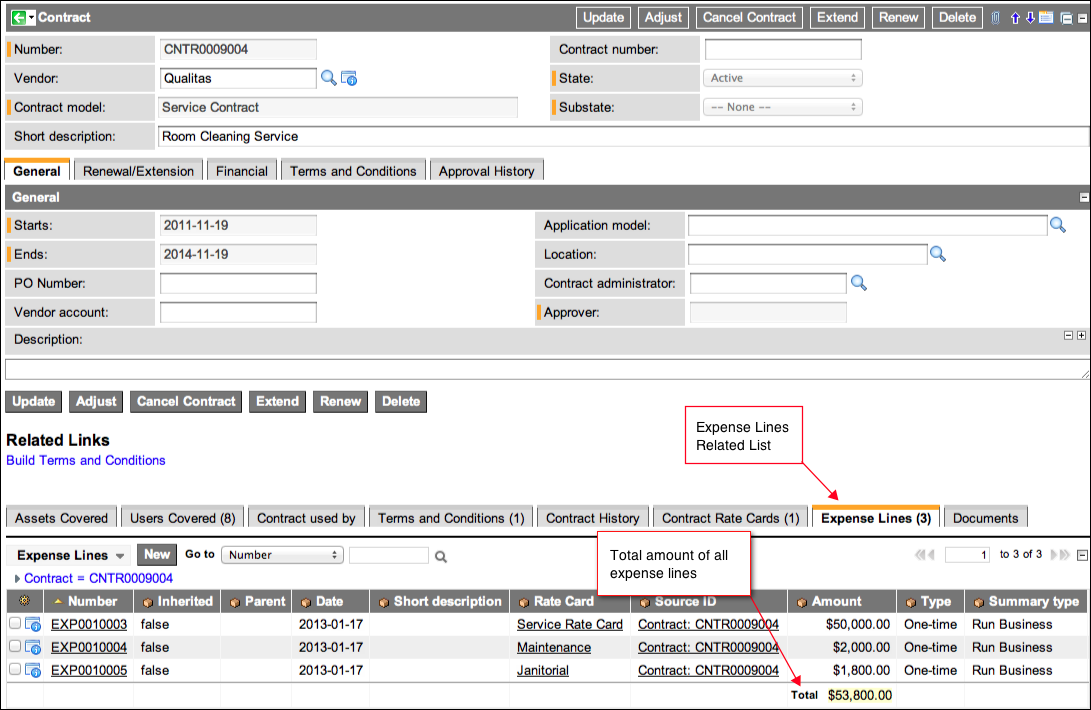 Contract Update Adjust Cancel Contract Extend Renew Delete
Number: CNTR0009004 Contract number:
Vendor: Qualitas State: Active
Contract model: Service Contract Substate: -- None --
Short description: Room Cleaning Service
General Renewal/Extension Financial Terms and Conditions Approval History
General
Starts: 2011-11-19 Application model:
Ends: 2014-11-19 Location:
PO Number: Contract administrator:
Vendor account: Approver:
Description:
Update Adjust Cancel Contract Extend Renew Delete
Expense Lines
Related List
Related Links
Build Terms and Conditions
Assets Covered Users Covered (8) Contract used by Terms and Conditions (1) Contract History Contract Rate Cards (1) Expense Lines (3) Documents
Expense Lines New Go to Number 1 to 3 of 3
Total amount of all
expense lines
Contract = CNTR0009004
Number Inherited Parent Date Short description Rate Card Source ID Amount Type Summary type
EXP0010003 false 2013-01-17 Service Rate Card Contract: CNTR0009004 $50,000.00 One-time Run Business
EXP0010004 false 2013-01-17 Maintenance Contract: CNTR0009004 $2,000.00 One-time Run Business
EXP0010005 false 2013-01-17 Janitorial Contract: CNTR0009004 $1,800.00 One-time Run Business
Total $53,800.00